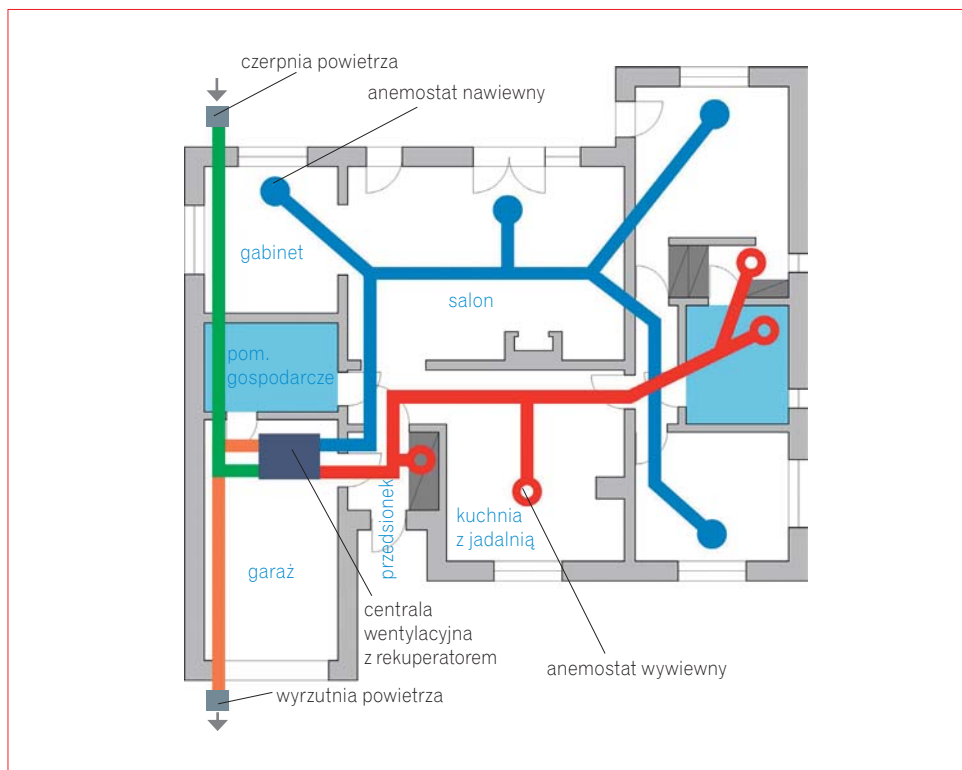 czerpnia powietrza
anemostat nawiewny
gabinet
salon
pom.
gospodarcze
przedsionek
kuchnia
z jadalnią
garaż
centrala
wentylacyjna
z rekuperatorem
anemostat wywiewny
wyrzutnia powietrza